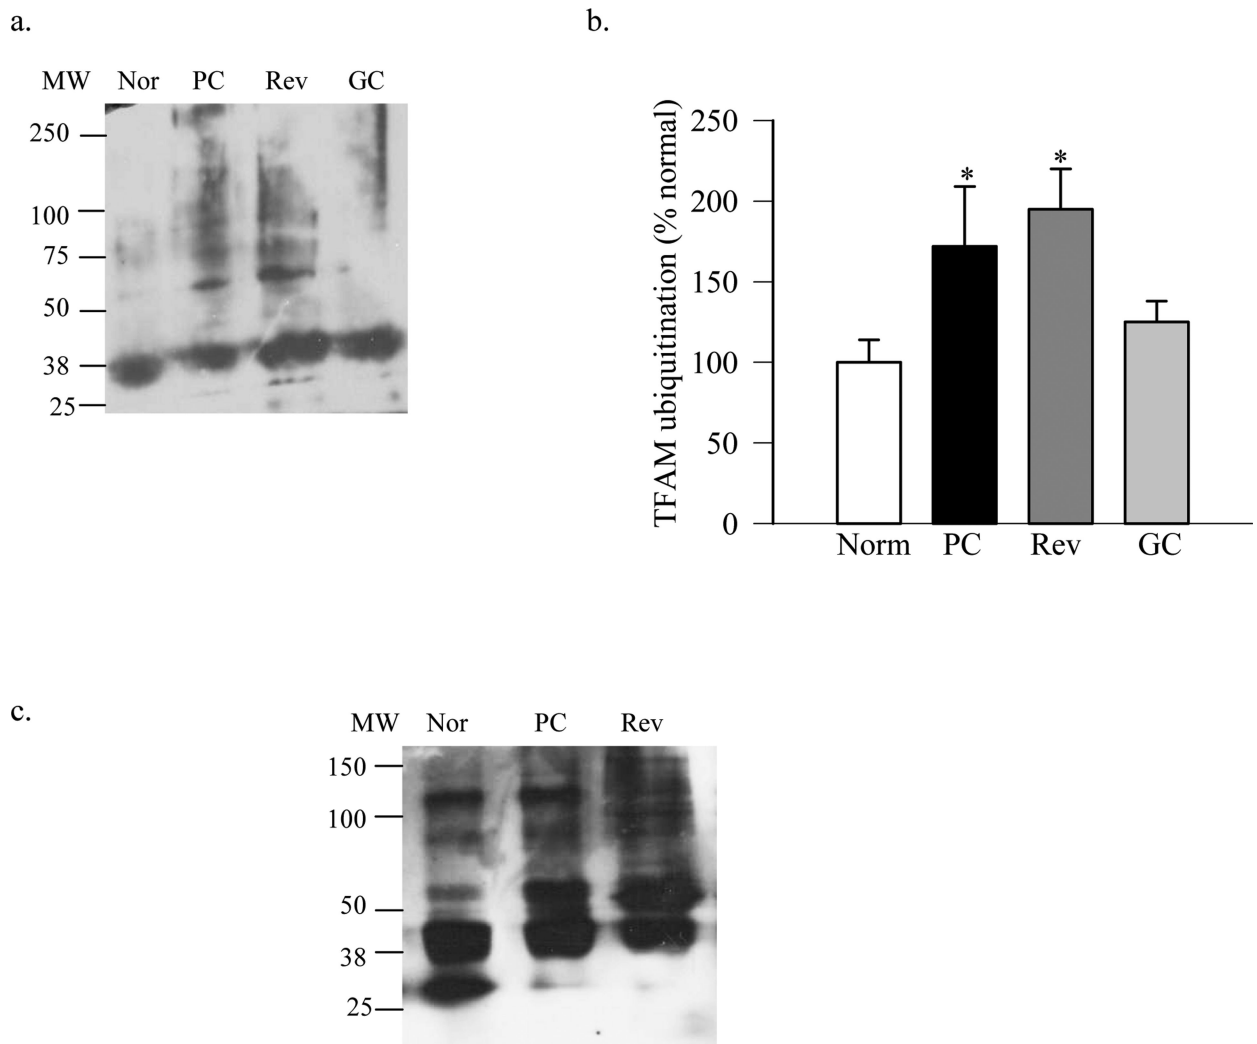 a.
MW Nor PC Rev GC
250
100
75
50
38
25
b.
TFAM ubiquitination (% normal)
250
200
150
100
50
0
* *
Norm PC Rev GC
c.
MW Nor PC Rev
150
100
50
38
25